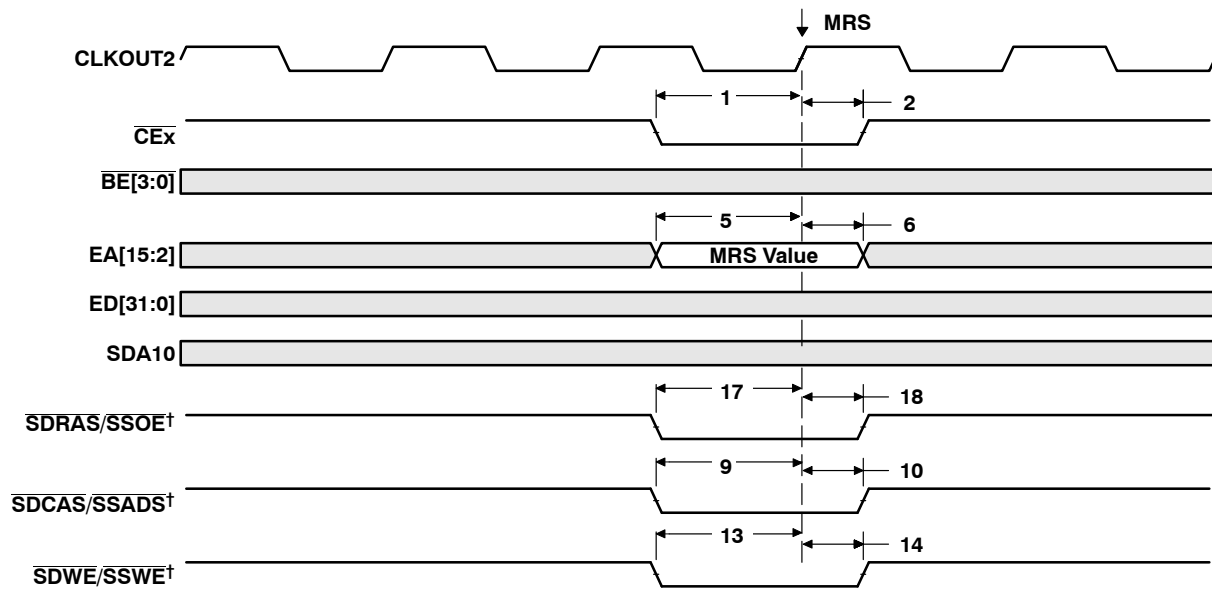 MRS
CLKOUT2
1
2
CEx
BE[3:0]
5
6
EA[15:2]
MRS Value
ED[31:0]
SDA10
17
18
SDRAS/SSOE†
9
10
SDCAS/SSADS†
13
14
SDWE/SSWE†